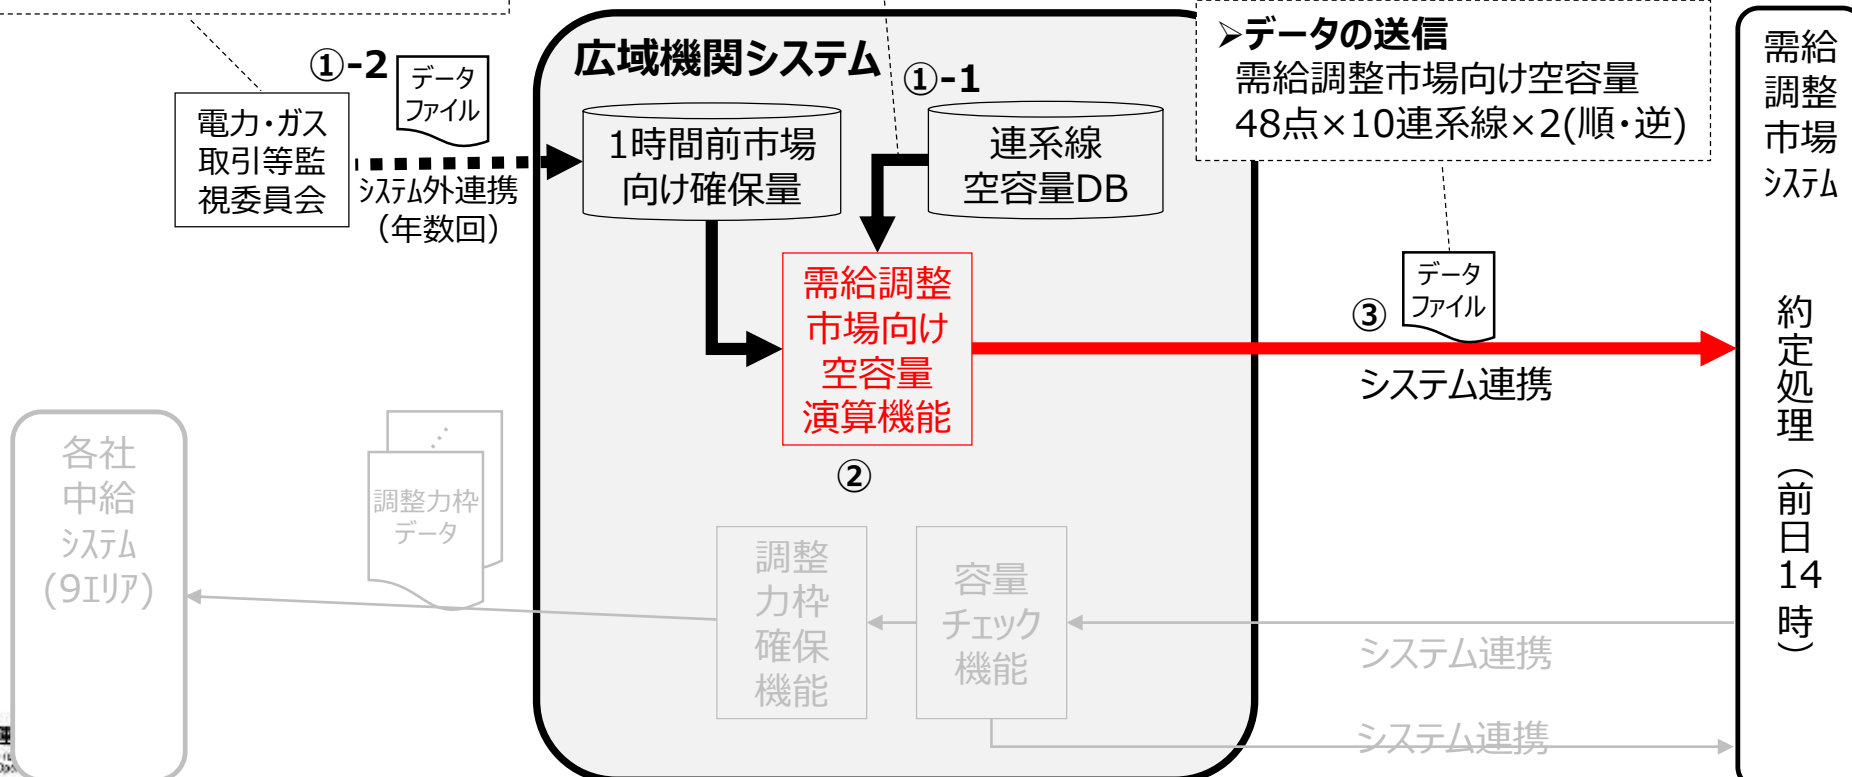 ①-2
データ
ファイル
電力・ガス
取引等監
視委員会
ｼｽﾃﾑ外連携
（年数回）
広域機関システム
①-1
1時間前市場
向け確保量
連系線
空容量DB
➢データの送信
需給調整市場向け空容量
48点×10連系線×2(順・逆)
需給調整市場ｼｽﾃﾑ
約定処理（前日14時）
需給調整
市場向け
空容量
演算機能
②
③
データ
ファイル
システム連携
各社
中給
ｼｽﾃﾑ
(9ｴﾘｱ)
…
調整力枠
データ
調整
力枠
確保
機能
容量
チェック
機能
システム連携
システム連携